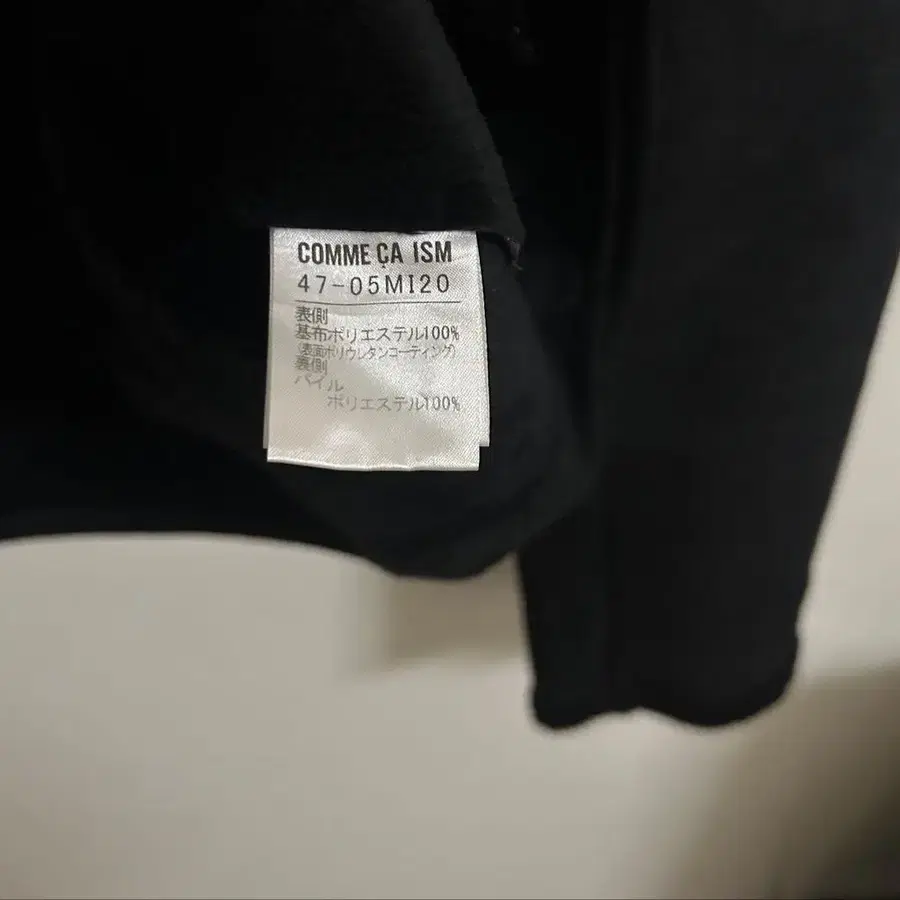 COMME ÇA ISM
47-05MI20
表側
基布ポリエステル100%
(表面ポリウレタンコーティング)
裏側
パイル
ポリエステル100%